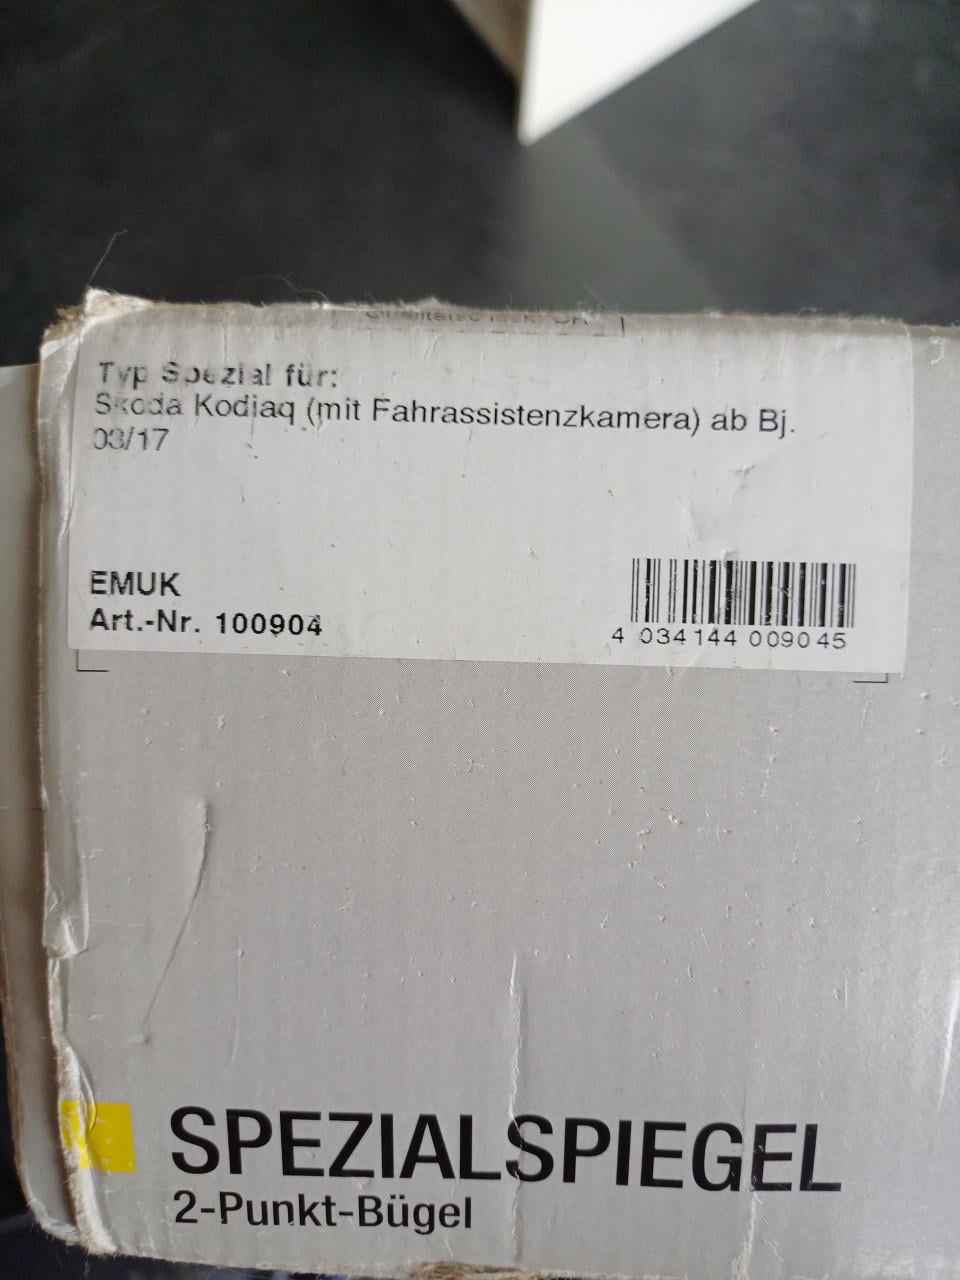 Typ Spezial für:
Skoda Kodiaq (mit Fahrassistenzkamera) ab Bj.
03/17
EMUK
Art.-Nr. 100904
4 034144 009045
SPEZIALSPIEGEL
2-Punkt-Bügel